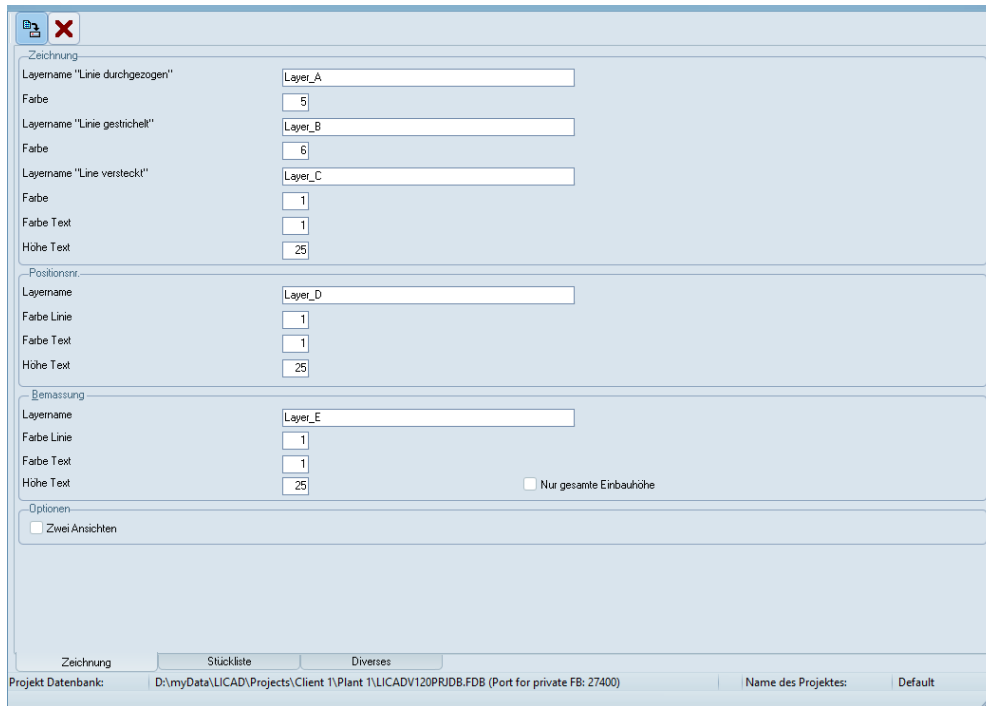 Zeichnung
Layername "Linie durchgezogen" Layer_A
Farbe 5
Layername "Linie gestrichelt" Layer_B
Farbe 6
Layername "Line versteckt" Layer_C
Farbe 1
Farbe Text 1
Höhe Text 25
Positionsnr.
Layername Layer_D
Farbe Linie 1
Farbe Text 1
Höhe Text 25
Bemassung
Layername Layer_E
Farbe Linie 1
Farbe Text 1
Höhe Text 25 Nur gesamte Einbauhöhe
Optionen
Zwei Ansichten
Zeichnung Stückliste Diverses
Projekt Datenbank: D:\myData\LICAD\Projects\Client 1\Plant 1\LICADV120PRJDB.FDB (Port for private FB: 27400) Name des Projektes: Default